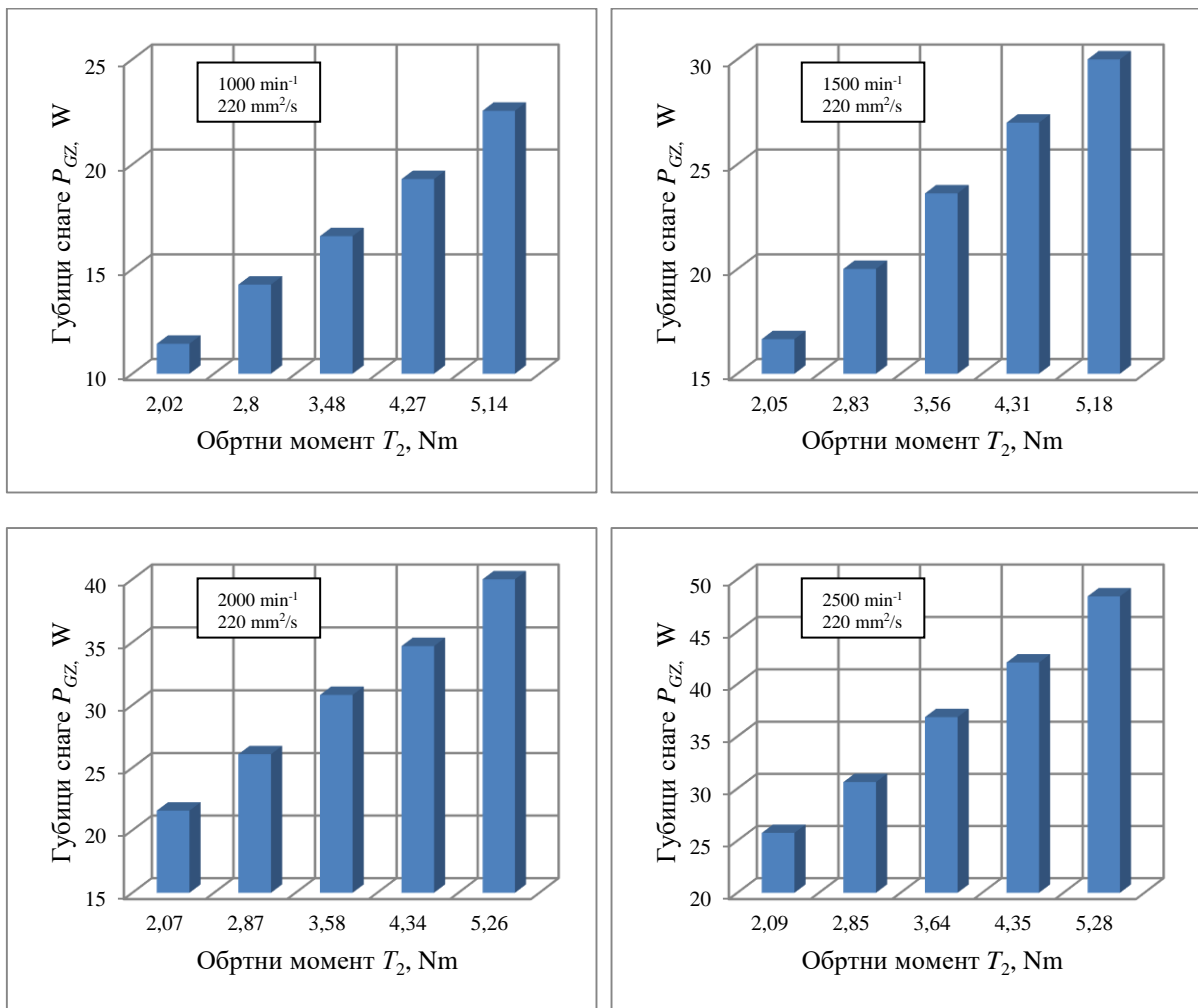 Губици снаге P_GZ, W
25
20
15
10
1000 min⁻¹
220 mm²/s
2,02 2,8 3,48 4,27 5,14
Обртни момент T₂, Nm
Губици снаге P_GZ, W
30
25
20
15
1500 min⁻¹
220 mm²/s
2,05 2,83 3,56 4,31 5,18
Обртни момент T₂, Nm
Губици снаге P_GZ, W
40
35
30
25
20
15
2000 min⁻¹
220 mm²/s
2,07 2,87 3,58 4,34 5,26
Обртни момент T₂, Nm
Губици снаге P_GZ, W
50
45
40
35
30
25
20
2500 min⁻¹
220 mm²/s
2,09 2,85 3,64 4,35 5,28
Обртни момент T₂, Nm